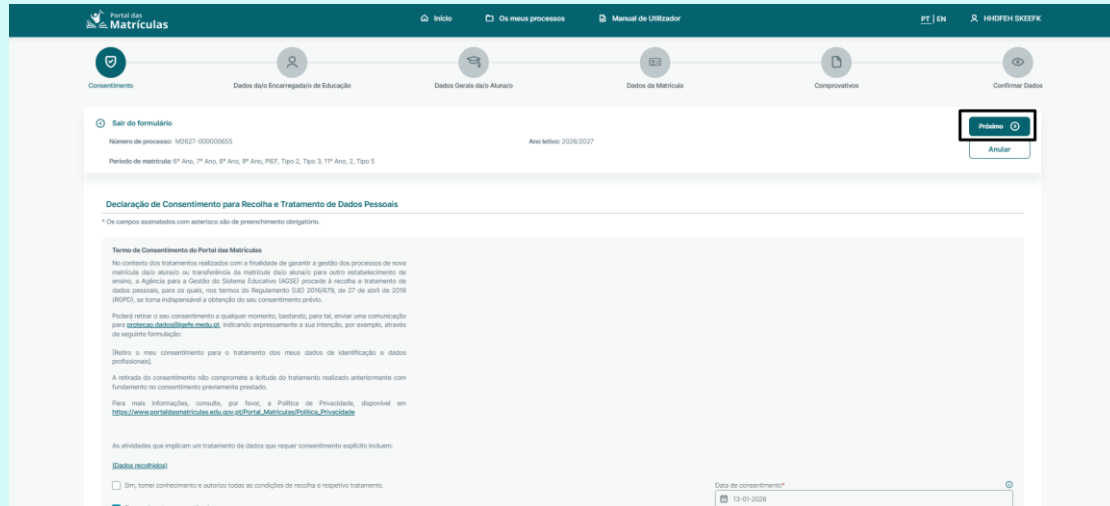 Portal das
Matrículas
Início
Os meus processos
Manual de Utilizador
PT | EN
HHDFEH SKEEFK
Consentimento
Dados da/o Encarregada/o de Educação
Dados Gerais da/o Aluna/o
Dados da Matrícula
Comprovativos
Confirmar Dados
Sair do formulário
Próximo
Número de processo: M2627-000000655
Ano letivo: 2026/2027
Anular
Período de matrícula: 6º Ano, 7º Ano, 8º Ano, 9º Ano, PIEF, Tipo 2, Tipo 3, 11º Ano, 2, Tipo 5
Declaração de Consentimento para Recolha e Tratamento de Dados Pessoais
* Os campos assinalados com asterisco são de preenchimento obrigatório.
Termo de Consentimento do Portal das Matrículas
No contexto dos tratamentos realizados com a finalidade de garantir a gestão dos processos de nova
matrícula da/o aluna/o ou transferência da matrícula da/o aluna/o para outro estabelecimento de
ensino, a Agência para a Gestão do Sistema Educativo (AGSE) procede à recolha e tratamento de
dados pessoais, para os quais, nos termos do Regulamento (UE) 2016/679, de 27 de abril de 2016
(RGPD), se torna indispensável a obtenção do seu consentimento prévio.
Poderá retirar o seu consentimento a qualquer momento, bastando, para tal, enviar uma comunicação
para protecao.dados@igefe.medu.pt, indicando expressamente a sua intenção, por exemplo, através
da seguinte formulação:
[Retiro o meu consentimento para o tratamento dos meus dados de identificação e dados
profissionais].
A retirada do consentimento não compromete a licitude do tratamento realizado anteriormente com
fundamento no consentimento previamente prestado.
Para mais informações, consulte, por favor, a Política de Privacidade, disponível em
https://www.portaldasmatriculas.edu.gov.pt/Portal_Matriculas/Politica_Privacidade
As atividades que implicam um tratamento de dados que requer consentimento explícito incluem:
(Dados recolhidos)
Sim, tomei conhecimento e autorizo todas as condições de recolha e respetivo tratamento.
Data de consentimento*
13-01-2026